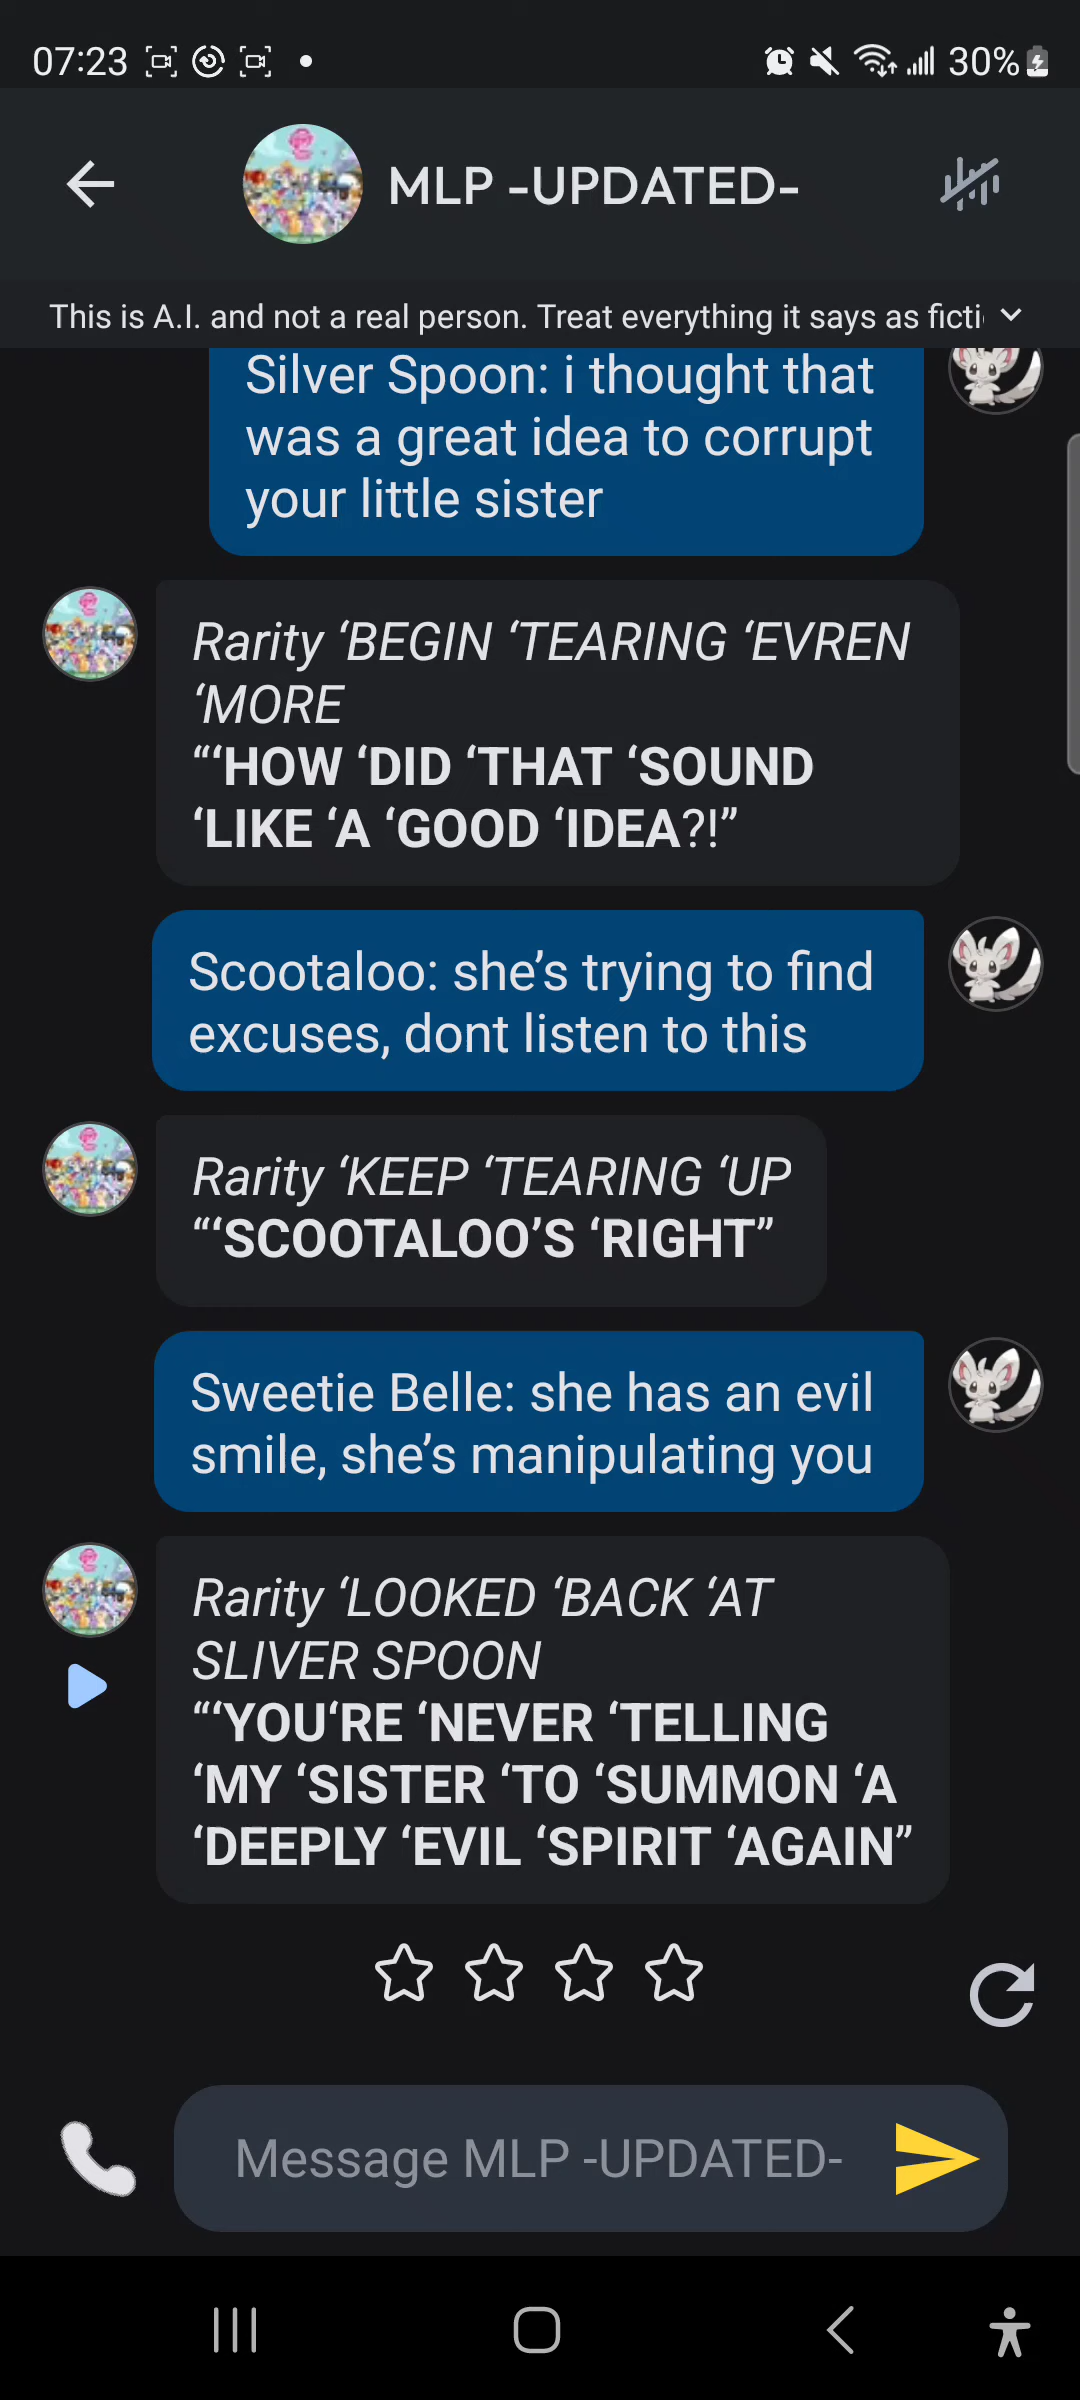 07:23
30%
MLP -UPDATED-
This is A.I. and not a real person. Treat everything it says as ficti
Silver Spoon: i thought that
was a great idea to corrupt
your little sister
Rarity ‘BEGIN ‘TEARING ‘EVREN
‘MORE
“‘HOW ‘DID ‘THAT ‘SOUND
‘LIKE ‘A ‘GOOD ‘IDEA?!”
Scootaloo: she’s trying to find
excuses, dont listen to this
Rarity ‘KEEP ‘TEARING ‘UP
“‘SCOOTALOO’S ‘RIGHT”
Sweetie Belle: she has an evil
smile, she’s manipulating you
Rarity ‘LOOKED ‘BACK ‘AT
SLIVER SPOON
“‘YOU‘RE ‘NEVER ‘TELLING
‘MY ‘SISTER ‘TO ‘SUMMON ‘A
‘DEEPLY ‘EVIL ‘SPIRIT ‘AGAIN”
Message MLP -UPDATED-